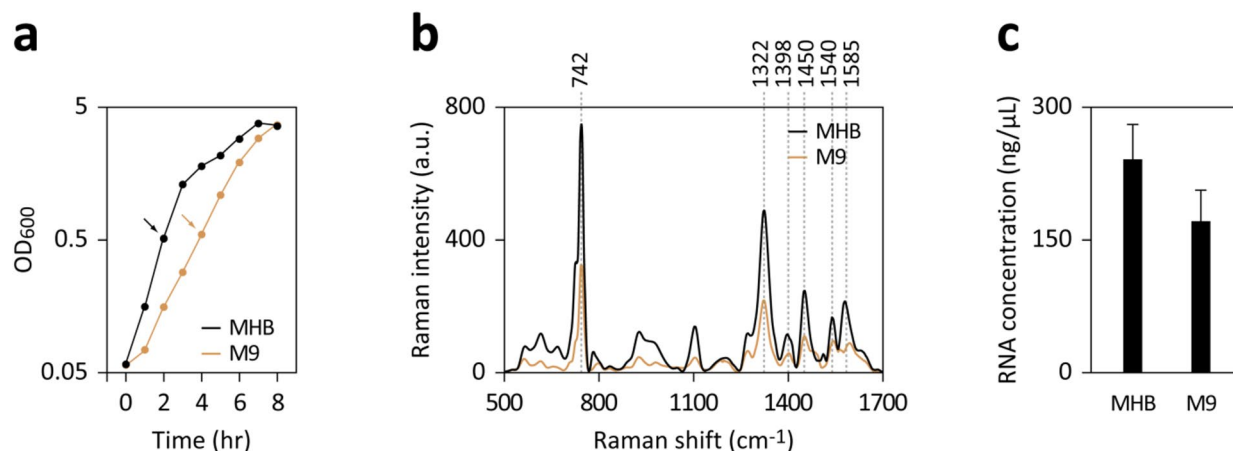 a
OD600
5
0.5
0.05
MHB
M9
0 2 4 6 8
Time (hr)
b
742 1322 1398 1450 1540 1585
Raman intensity (a.u.)
800
400
0
MHB
M9
500 800 1100 1400 1700
Raman shift (cm-1)
c
RNA concentration (ng/μL)
300
150
0
MHB M9